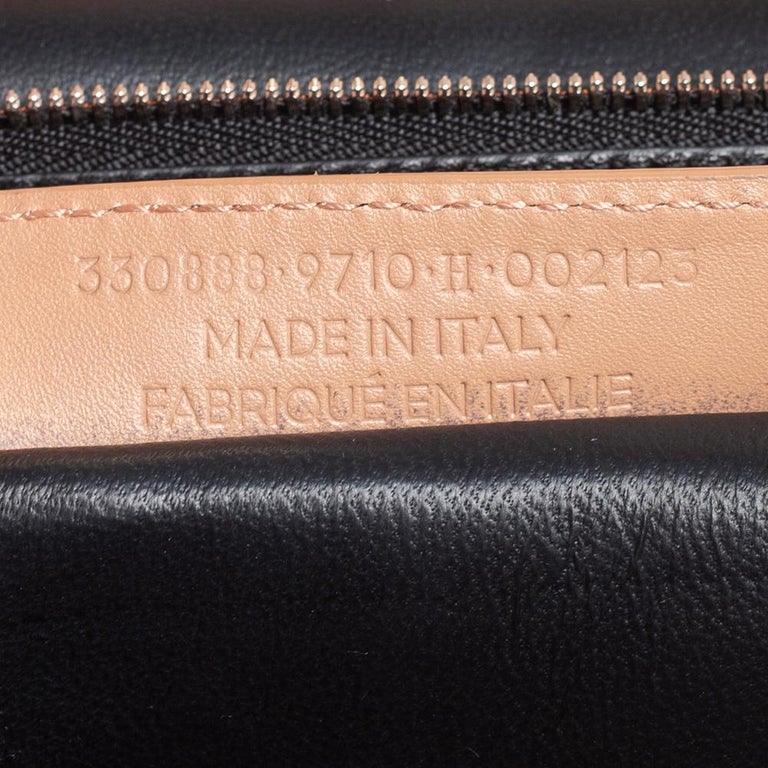 330888·9710·H·002123
MADE IN ITALY
FABRIQUÉ EN ITALIE